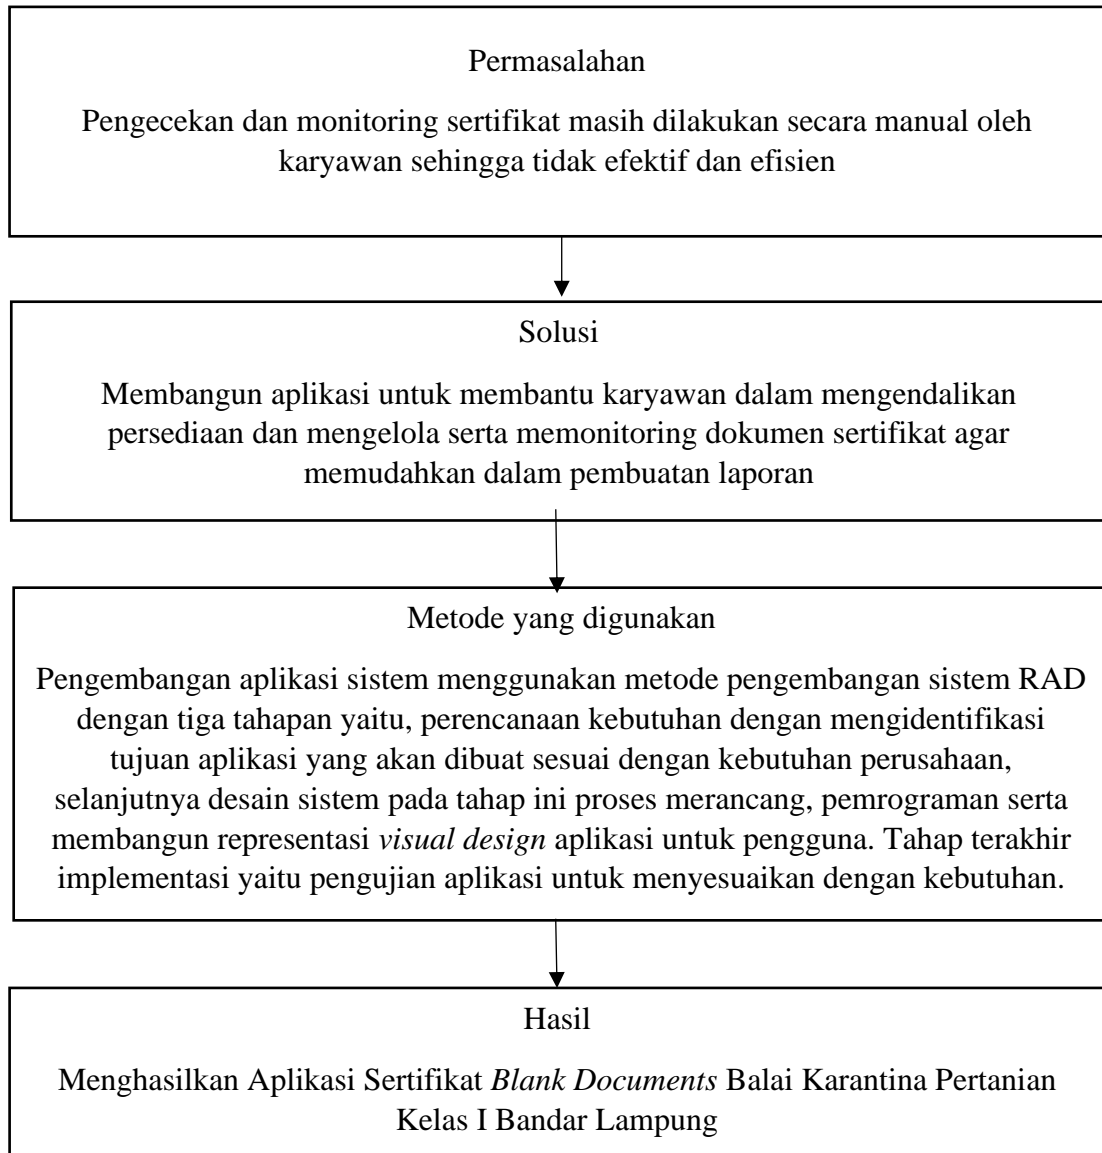 Permasalahan
Pengecekan dan monitoring sertifikat masih dilakukan secara manual oleh
karyawan sehingga tidak efektif dan efisien
Solusi
Membangun aplikasi untuk membantu karyawan dalam mengendalikan
persediaan dan mengelola serta memonitoring dokumen sertifikat agar
memudahkan dalam pembuatan laporan
Metode yang digunakan
Pengembangan aplikasi sistem menggunakan metode pengembangan sistem RAD
dengan tiga tahapan yaitu, perencanaan kebutuhan dengan mengidentifikasi
tujuan aplikasi yang akan dibuat sesuai dengan kebutuhan perusahaan,
selanjutnya desain sistem pada tahap ini proses merancang, pemrograman serta
membangun representasi visual design aplikasi untuk pengguna. Tahap terakhir
implementasi yaitu pengujian aplikasi untuk menyesuaikan dengan kebutuhan.
Hasil
Menghasilkan Aplikasi Sertifikat Blank Documents Balai Karantina Pertanian
Kelas I Bandar Lampung